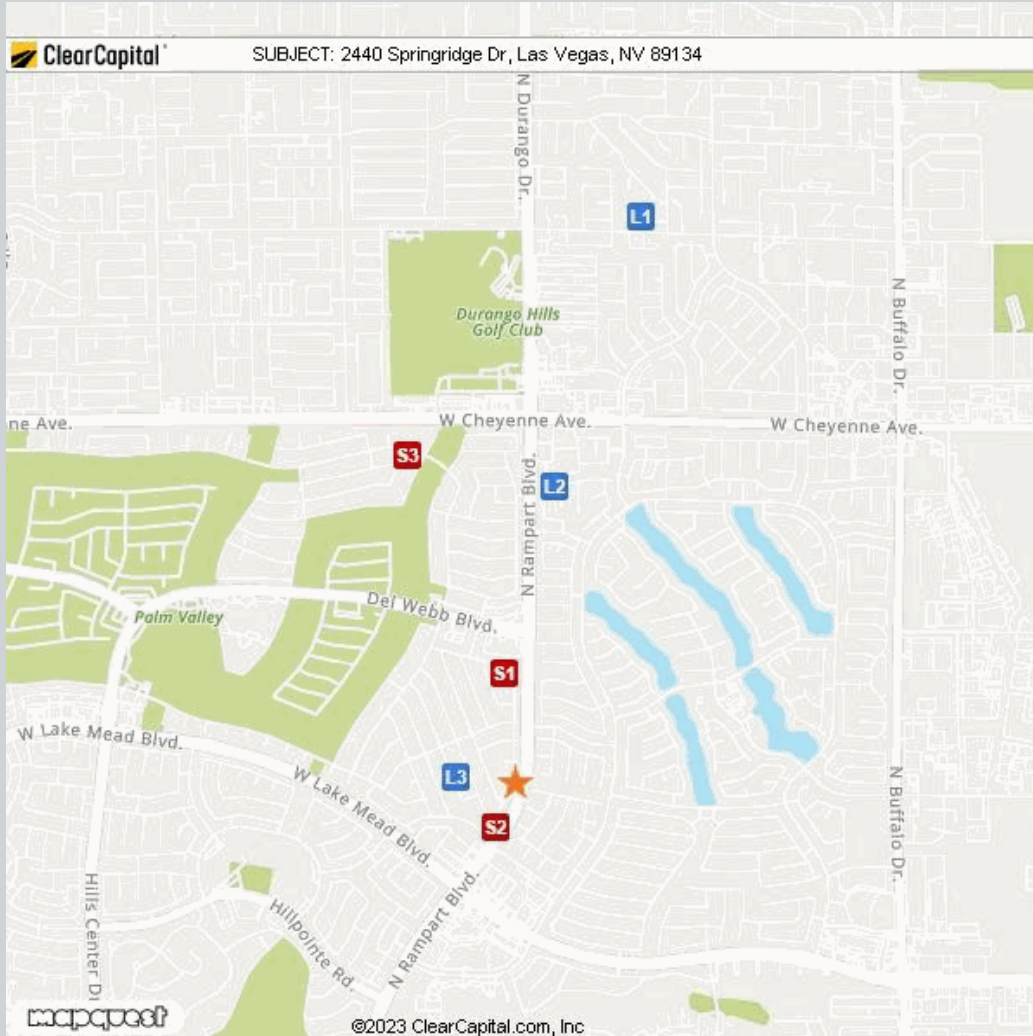 ClearCapital
SUBJECT: 2440 Springridge Dr, Las Vegas, NV 89134
N Durango Dr.
L1
Durango Hills
Golf Club
N Buffalo Dr.
ne Ave.
W Cheyenne Ave.
W Cheyenne Ave.
S3
L2
N Rampart Blvd.
Del Webb Blvd.
Palm Valley
S1
W Lake Mead Blvd.
L3
W Lake Mead Blvd.
S2
N Buffalo Dr.
Hills Center
Hillpointe Rd.
N Rampart Blvd.
mapquest
©2023 ClearCapital.com, Inc